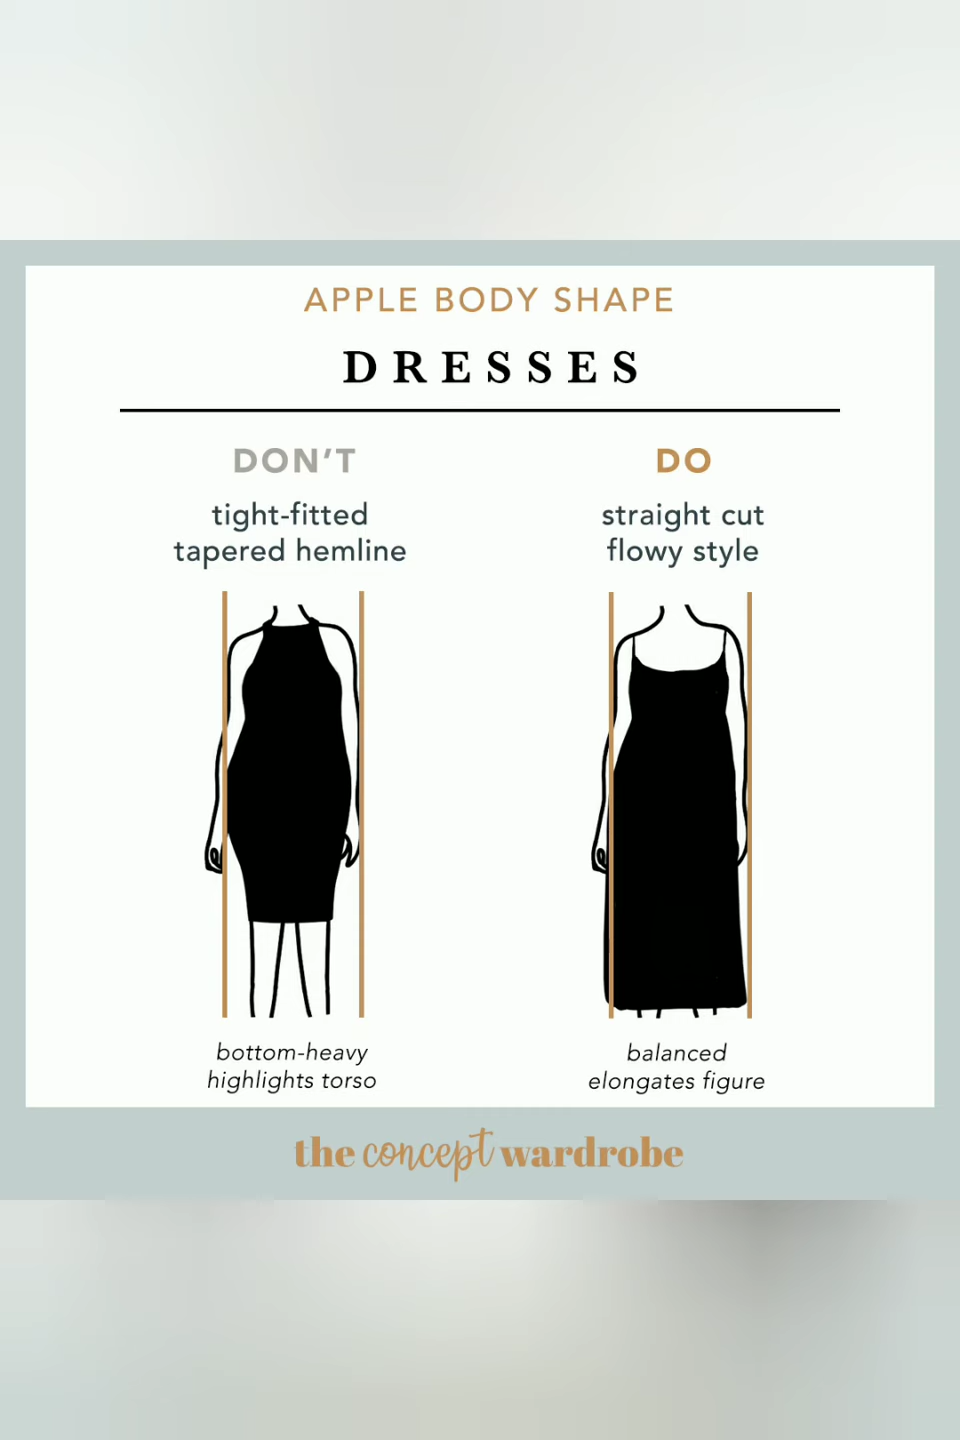 APPLE BODY SHAPE
DRESSES
DON'T
tight-fitted
tapered hemline
bottom-heavy
highlights torso
DO
straight cut
flowy style
balanced
elongates figure
the concept wardrobe